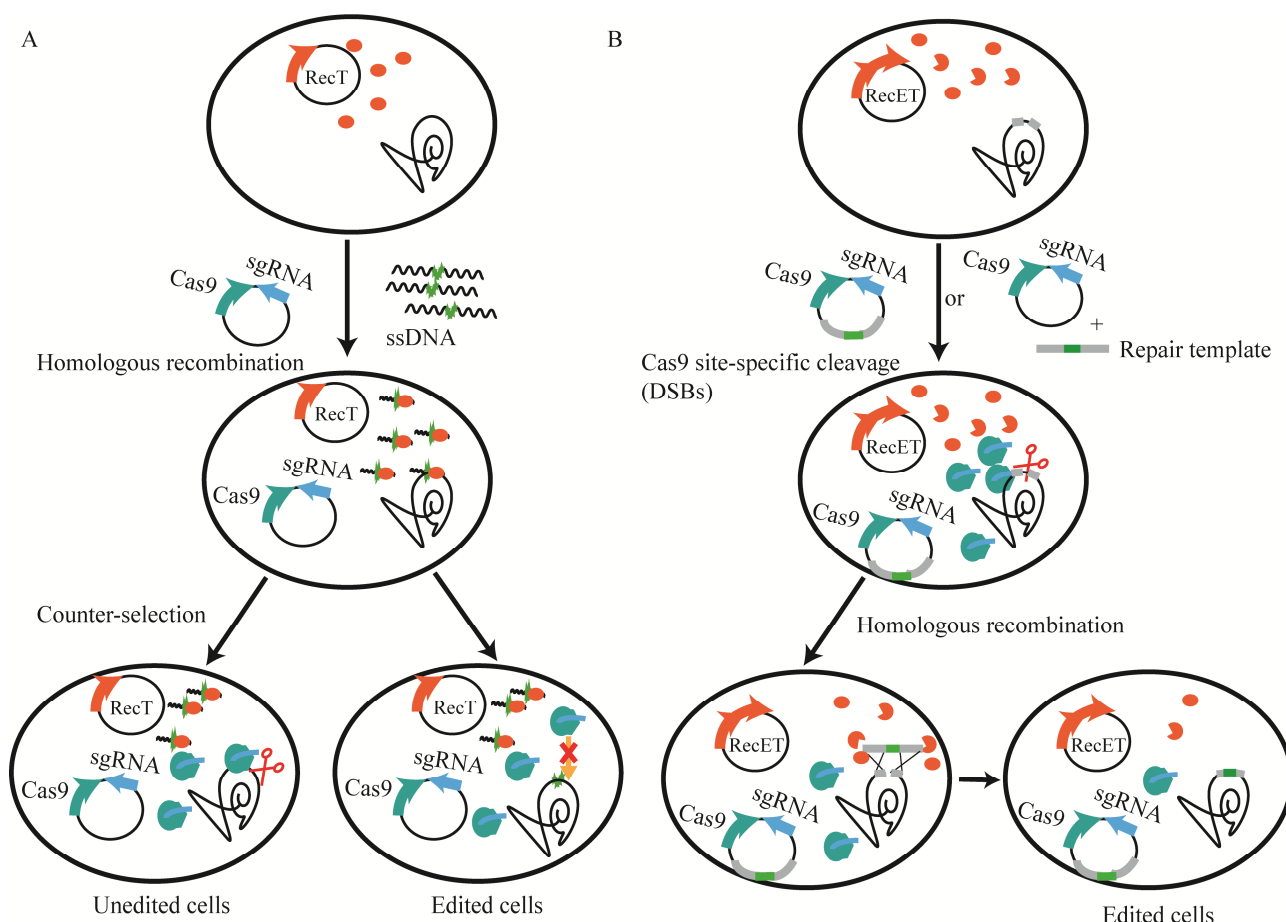 A
RecT
Cas9
sgRNA
ssDNA
Homologous recombination
RecT
sgRNA
Cas9
Counter-selection
RecT
sgRNA
Cas9
Unedited cells
RecT
sgRNA
Cas9
Edited cells
B
RecET
Cas9
sgRNA
or
Cas9
sgRNA
+
Repair template
Cas9 site-specific cleavage
(DSBs)
RecET
sgRNA
Cas9
Homologous recombination
RecET
sgRNA
Cas9
RecET
sgRNA
Cas9
Edited cells